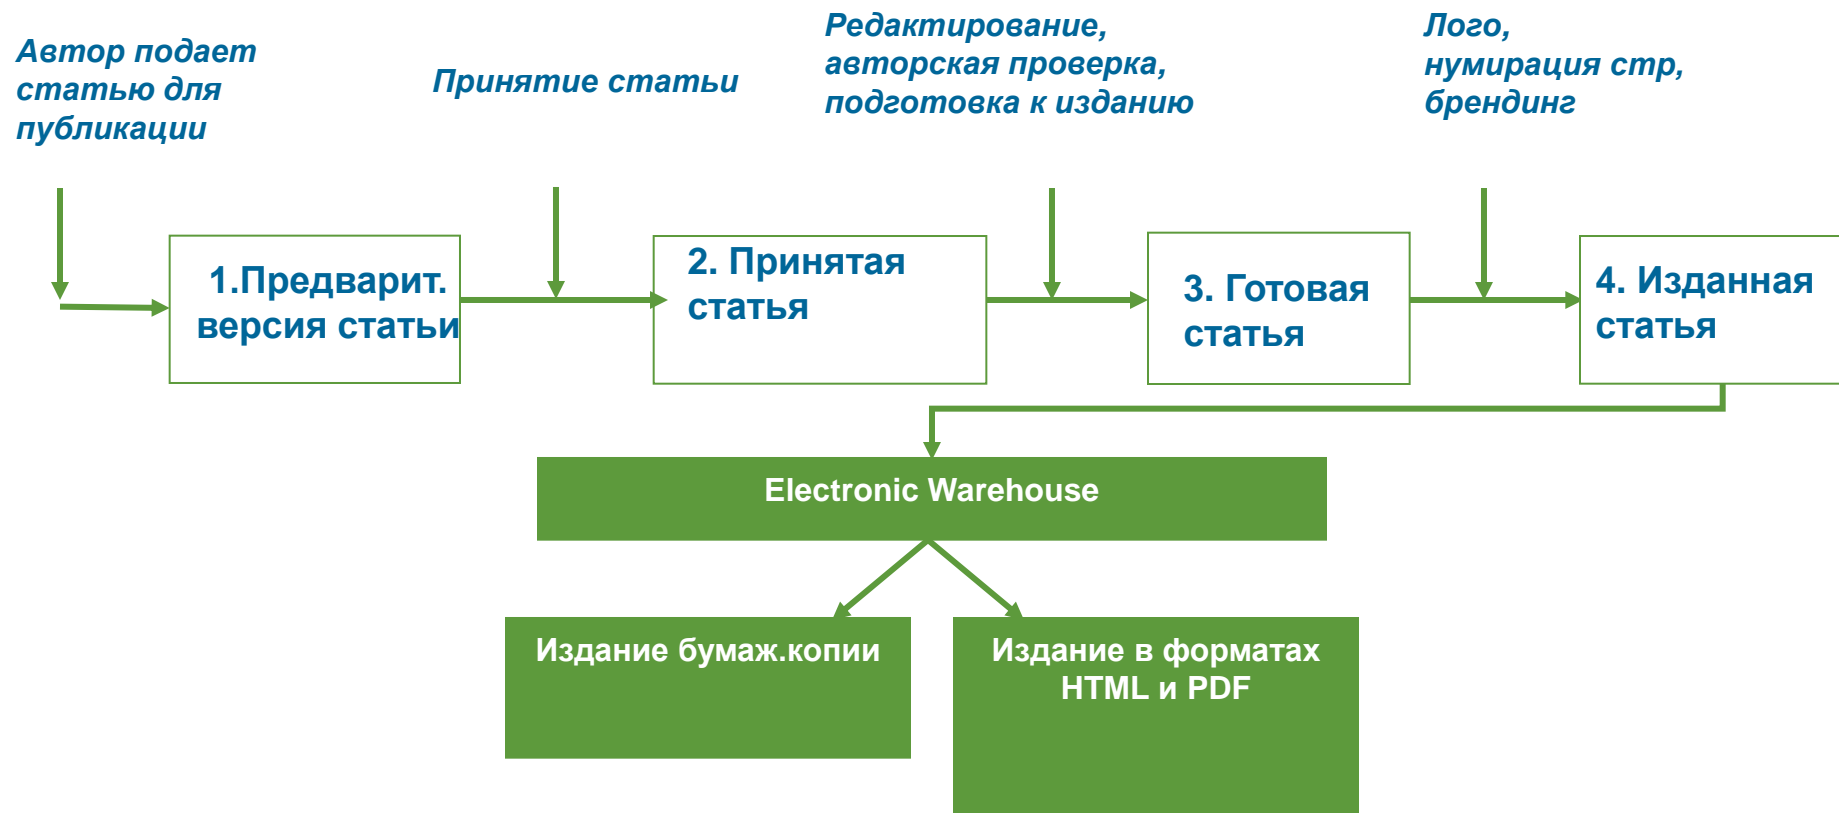 Автор подает
статью для
публикации
Принятие статьи
Редактирование,
авторская проверка,
подготовка к изданию
Лого,
нумирация стр,
брендинг
1.Предварит.
версия статьи
2. Принятая
статья
3. Готовая
статья
4. Изданная
статья
Electronic Warehouse
Издание бумаж.копии
Издание в форматах
HTML и PDF